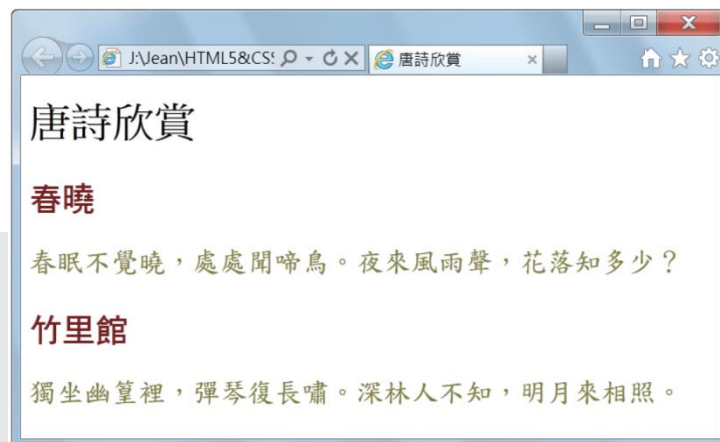 J:\Jean\HTML5&CSS
唐詩欣賞
唐詩欣賞
春曉
春眠不覺曉，處處聞啼鳥。夜來風雨聲，花落知多少？
竹里館
獨坐幽篁裡，彈琴復長嘯。深林人不知，明月來相照。